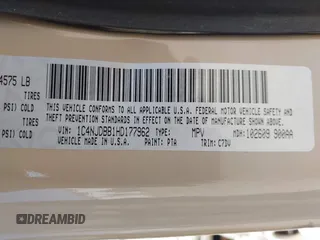 4575 LB
TIRES
PSI) COLD
TIRES
PSI) COLD
THIS VEHICLE CONFORMS TO ALL APPLICABLE U.S.A. FEDERAL MOTOR VEHICLE SAFETY AND
THEFT PREVENTION STANDARDS IN EFFECT ON THE DATE OF MANUFACTURE SHOWN ABOVE.
VIN: 1C4NJDBB1HD177962 TYPE: MPV MDH: 102609 900AA
MADE IN U.S.A. PAINT: PTA TRIM: C7DV
DREAMBID